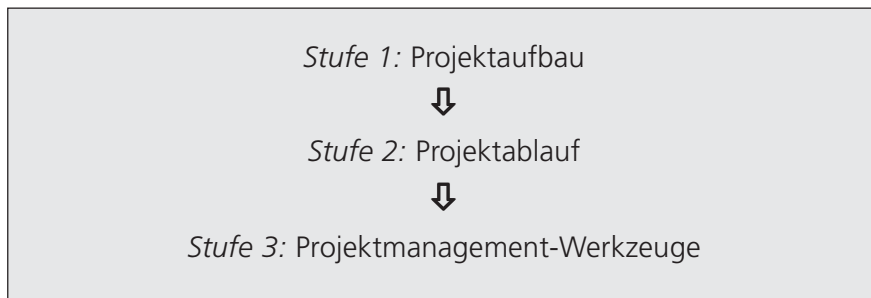 Stufe 1: Projektaufbau
⇩
Stufe 2: Projektablauf
⇩
Stufe 3: Projektmanagement-Werkzeuge